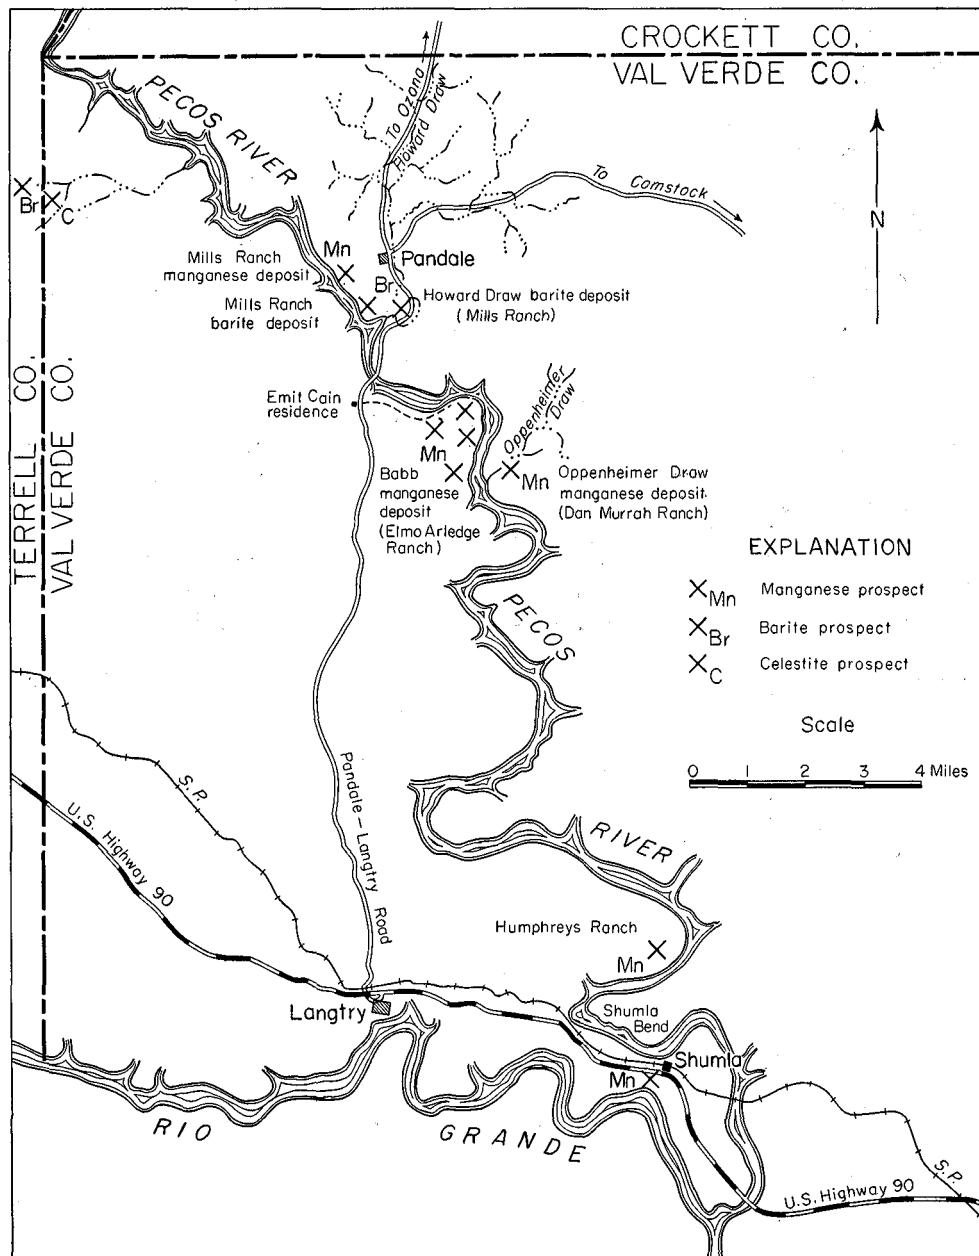 CROCKETT CO.
VAL VERDE CO.
PECOS RIVER
To Ozona
Howard Draw
To Comstock
N
Br
C
Mn
Pandale
Mills Ranch
manganese deposit
Br
Mills Ranch
barite deposit
Howard Draw barite deposit
(Mills Ranch)
TERRELL CO.
VAL VERDE CO.
Emit Cain
residence
Oppenheimer
Draw
Mn
Babb
manganese
deposit
(Elmo Arledge
Ranch)
Mn
Oppenheimer Draw
manganese deposit.
(Dan Murrah Ranch)
EXPLANATION
Mn Manganese prospect
Br Barite prospect
C Celestite prospect
Scale
0 1 2 3 4 Miles
PECOS
RIVER
S.P.
U.S. Highway 90
Pandale-Langtry Road
Humphreys Ranch
Mn
Langtry
Shumla
Bend
Shumla
Mn
RIO GRANDE
S.P.
U.S. Highway 90